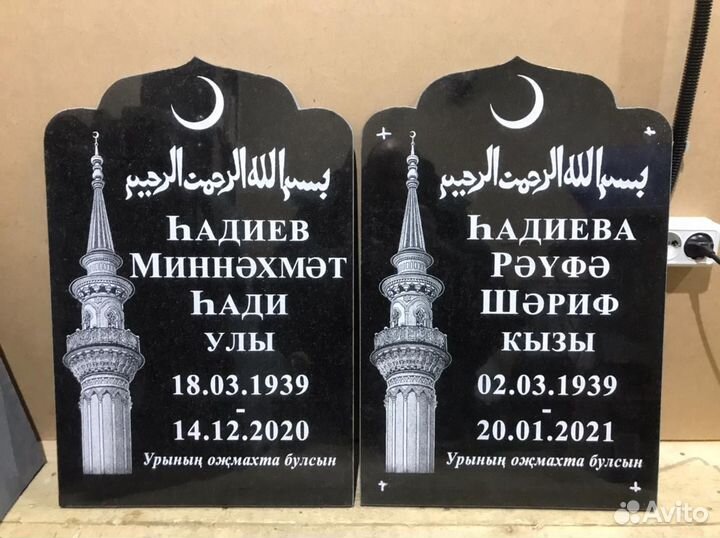 بسم الله الرحمن الرحيم
ҺАДИЕВ
МИННӘХМӘТ
ҺАДИ
УЛЫ
18.03.1939
-
14.12.2020
Урының оҗмахта булсын
بسم الله الرحمن الرحيم
ҺАДИЕВА
РӘҮФӘ
ШӘРИФ
КЫЗЫ
02.03.1939
-
20.01.2021
Урының оҗмахта булсын
Avito